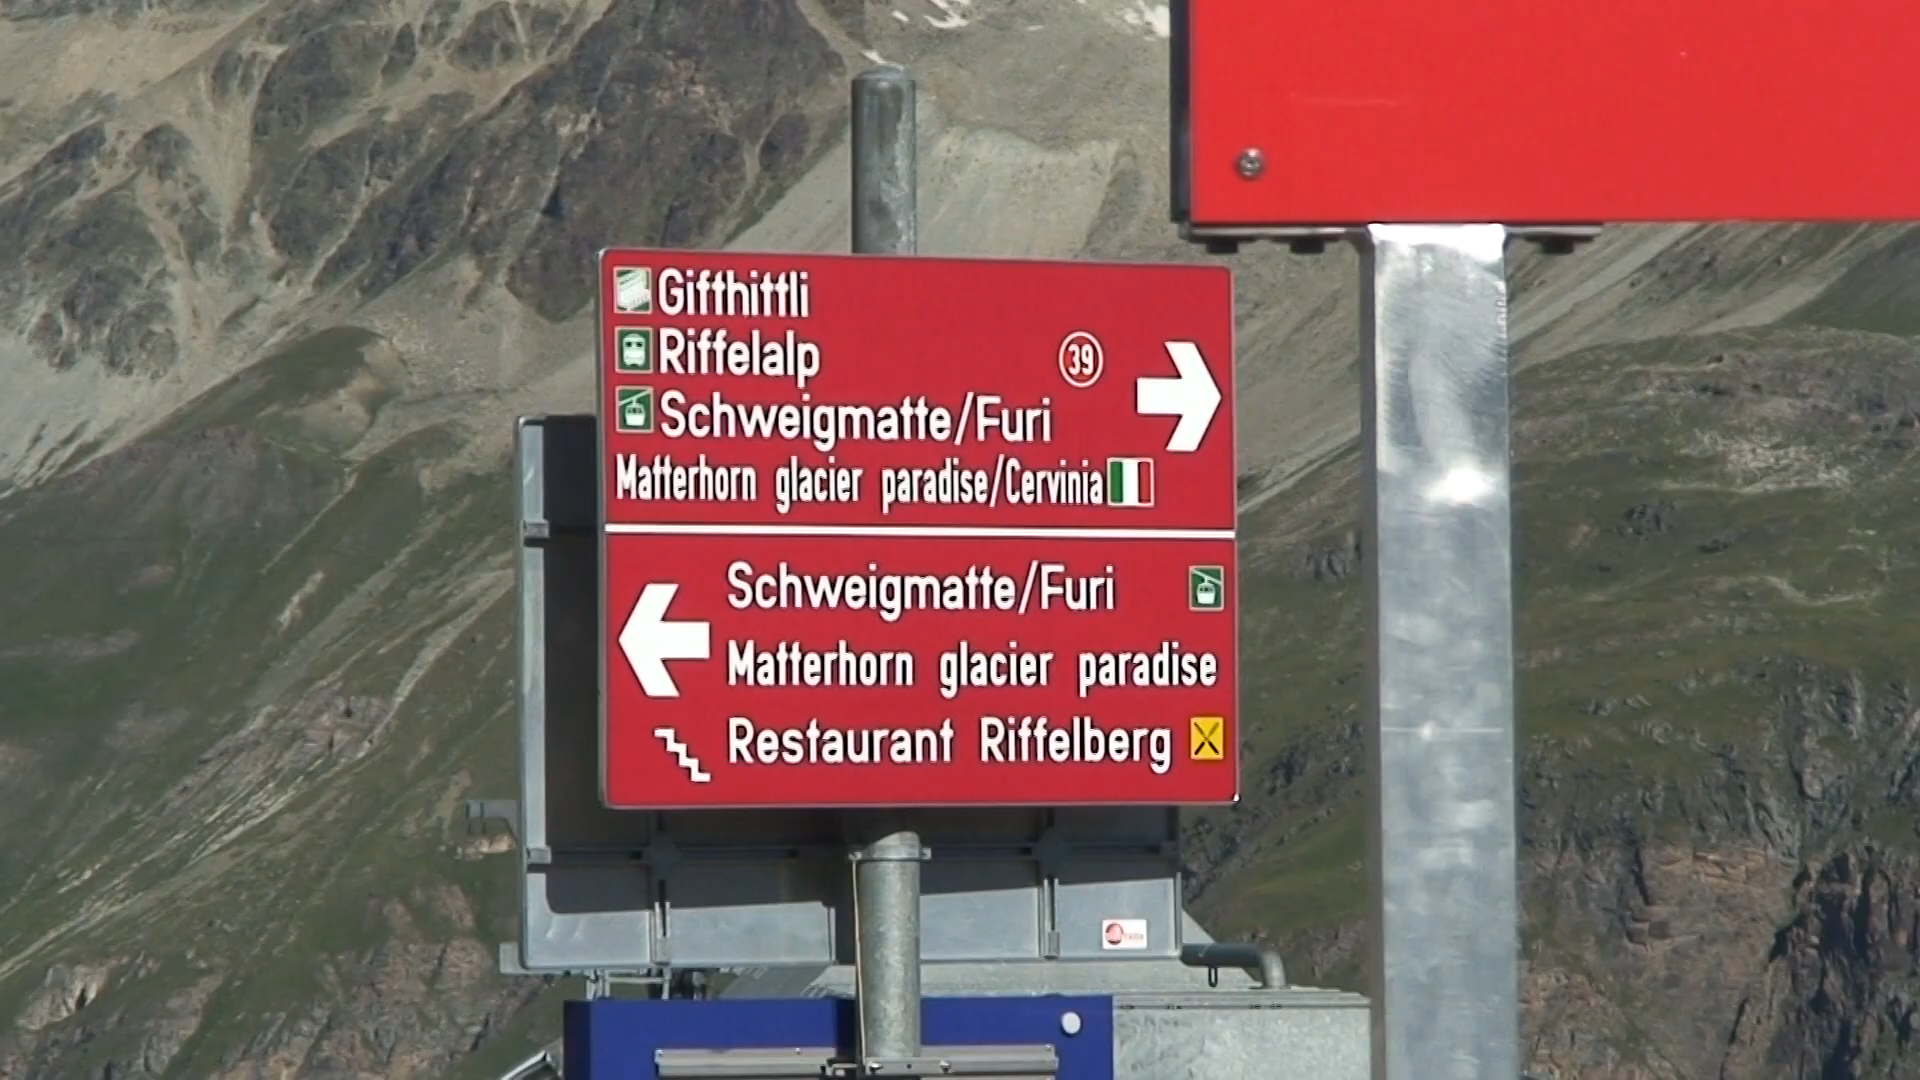 Gifthittli
Riffelalp
39
Schweigmatte/Furi
Matterhorn glacier paradise/Cervinia
Schweigmatte/Furi
Matterhorn glacier paradise
Restaurant Riffelberg